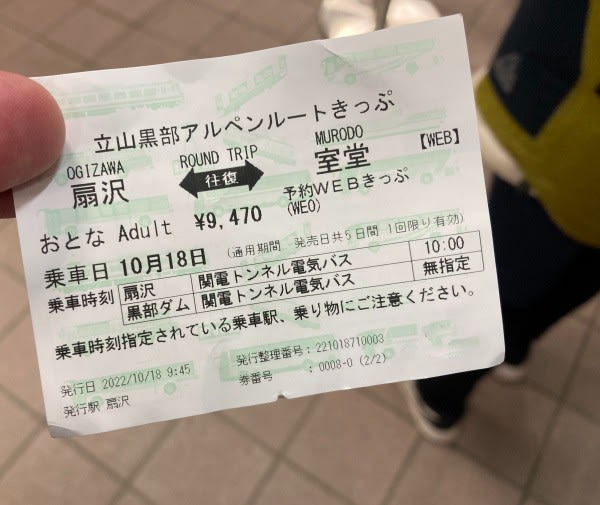 立山黒部アルペンルートきっぷ
OGIZAWA ROUND TRIP MURODO
扇沢 往復 室堂 【WEB】
おとな Adult ¥9,470 予約WEBきっぷ
(WEO)
乗車日 10月18日 (通用期間 発売日共5日間 1回限り有効)
乗車時刻 扇沢 関電トンネル電気バス 10:00
黒部ダム 関電トンネル電気バス 無指定
乗車時刻指定されている乗車駅、乗り物にご注意ください。
発行日 2022/10/18 9:45 発行整理番号:221018710003
発行駅 扇沢 券番号 :0008-0 (2/2)